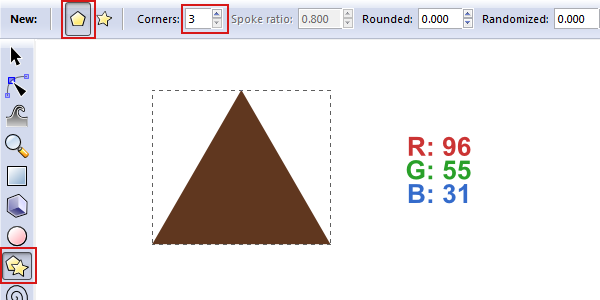 New: Corners: 3 Spoke ratio: 0.800 Rounded: 0.000 Randomized: 0.000
R: 96
G: 55
B: 31